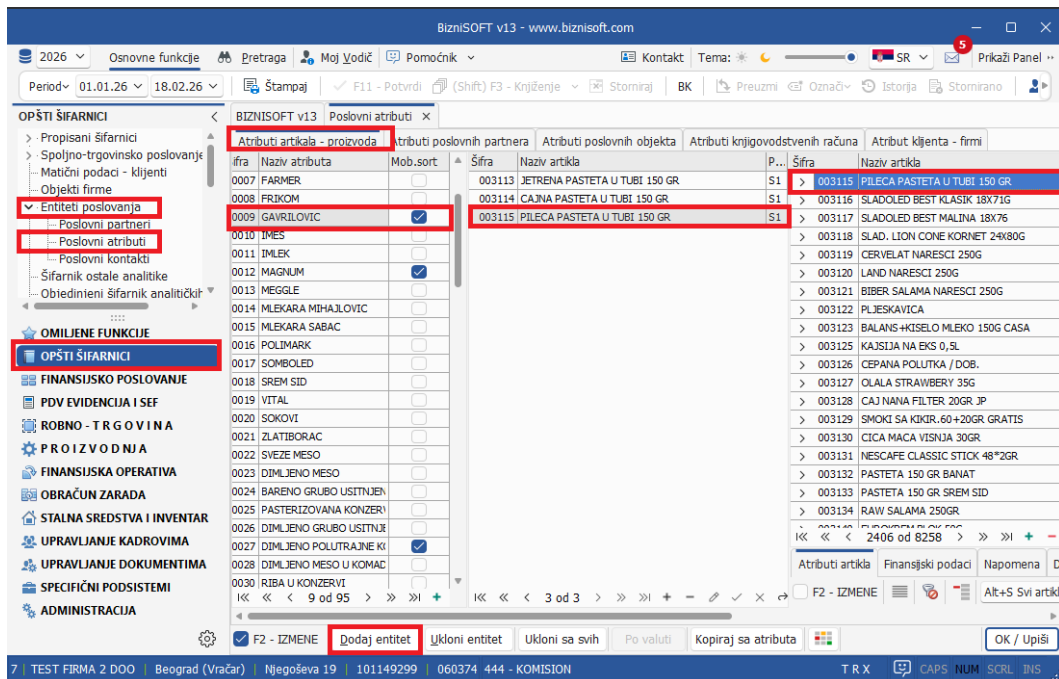 BizniSOFT v13 - www.biznisoft.com
2026 Osnovne funkcije Pretraga Moj Vodič Pomoćnik Kontakt Tema: SR 5 Prikaži Panel
Period 01.01.26 18.02.26 Štampaj F11 - Potvrdi (Shift) F3 - Knjiženje Storniraj BK Preuzmi Označi Istorija Stornirano
OPŠTI ŠIFARNICI
Propisani šifarnici
Spoljno-trgovinsko poslovanje
Matični podaci - klijenti
Objekti firme
Entiteti poslovanja
Poslovni partneri
Poslovni atributi
Poslovni kontakti
Šifarnik ostale analitike
Objedinjeni šifarnik analitičkih
OMILJENE FUNKCIJE
OPŠTI ŠIFARNICI
FINANSIJSKO POSLOVANJE
PDV EVIDENCIJA I SEF
ROBNO - T R G O V I N A
P R O I Z V O D N J A
FINANSIJSKA OPERATIVA
OBRAČUN ZARADA
STALNA SREDSTVA I INVENTAR
UPRAVLJANJE KADROVIMA
UPRAVLJANJE DOKUMENTIMA
SPECIFIČNI PODSISTEMI
ADMINISTRACIJA
BIZNISOFT v13 Poslovni atributi
Atributi artikala - proizvoda Atributi poslovnih partnera Atributi poslovnih objekta Atributi knjigovodstvenih računa Atribut klijenta - firmi
ifra Naziv atributa Mob.sort
0007 FARMER
0008 FRIKOM
0009 GAVRILOVIC
0010 IMES
0011 IMLEK
0012 MAGNUM
0013 MEGGLE
0014 MLEKARA MIHAJLOVIC
0015 MLEKARA SABAC
0016 POLIMARK
0017 SOMBOLED
0018 SREM SID
0019 VITAL
0020 SOKOVI
0021 ZLATIBORAC
0022 SVEZE MESO
0023 DIMLJENO MESO
0024 BARENO GRUBO USITNJEN
0025 PASTERIZOVANA KONZERV
0026 DIMLJENO GRUBO USITNJE
0027 DIMLJENO POLUTRAJNE K
0028 DIMLJENO MESO U KOMAD
0030 RIBA U KONZERVI
9 od 95
Šifra Naziv artikla P...
003113 JETRENA PASTETA U TUBI 150 GR S1
003114 CAJNA PASTETA U TUBI 150 GR S1
003115 PILECA PASTETA U TUBI 150 GR S1
3 od 3
Šifra Naziv artikla
003115 PILECA PASTETA U TUBI 150 GR
003116 SLADOLED BEST KLASIK 18X71G
003117 SLADOLED BEST MALINA 18X76
003118 SLAD. LION CONE KORNET 24X80G
003119 CERVELAT NARESCI 250G
003120 LAND NARESCI 250G
003121 BIBER SALAMA NARESCI 250G
003122 PLJESKAVICA
003123 BALANS+KISELO MLEKO 150G CASA
003125 KAJSIJA NA EKS 0,5L
003126 CEPANA POLUTKA / DOB.
003127 OLALA STRAWBERY 35G
003128 CAJ NANA FILTER 20GR JP
003129 SMOKI SA KIKIR.60+20GR GRATIS
003130 CICA MACA VISNJA 30GR
003131 NESCAFE CLASSIC STICK 48*2GR
003132 PASTETA 150 GR BANAT
003133 PASTETA 150 GR SREM SID
003134 RAW SALAMA 250GR
2406 od 8258
Atributi artikla Finansijski podaci Napomena D
F2 - IZMENE Alt+S Svi artikl
F2 - IZMENE Dodaj entitet Ukloni entitet Ukloni sa svih Po valuti Kopiraj sa atributa OK / Upiši
7 | TEST FIRMA 2 DOO | Beograd (Vračar) | Njegoševa 19 | 101149299 | 060374 444 - KOMISION T R X CAPS NUM SCRL INS